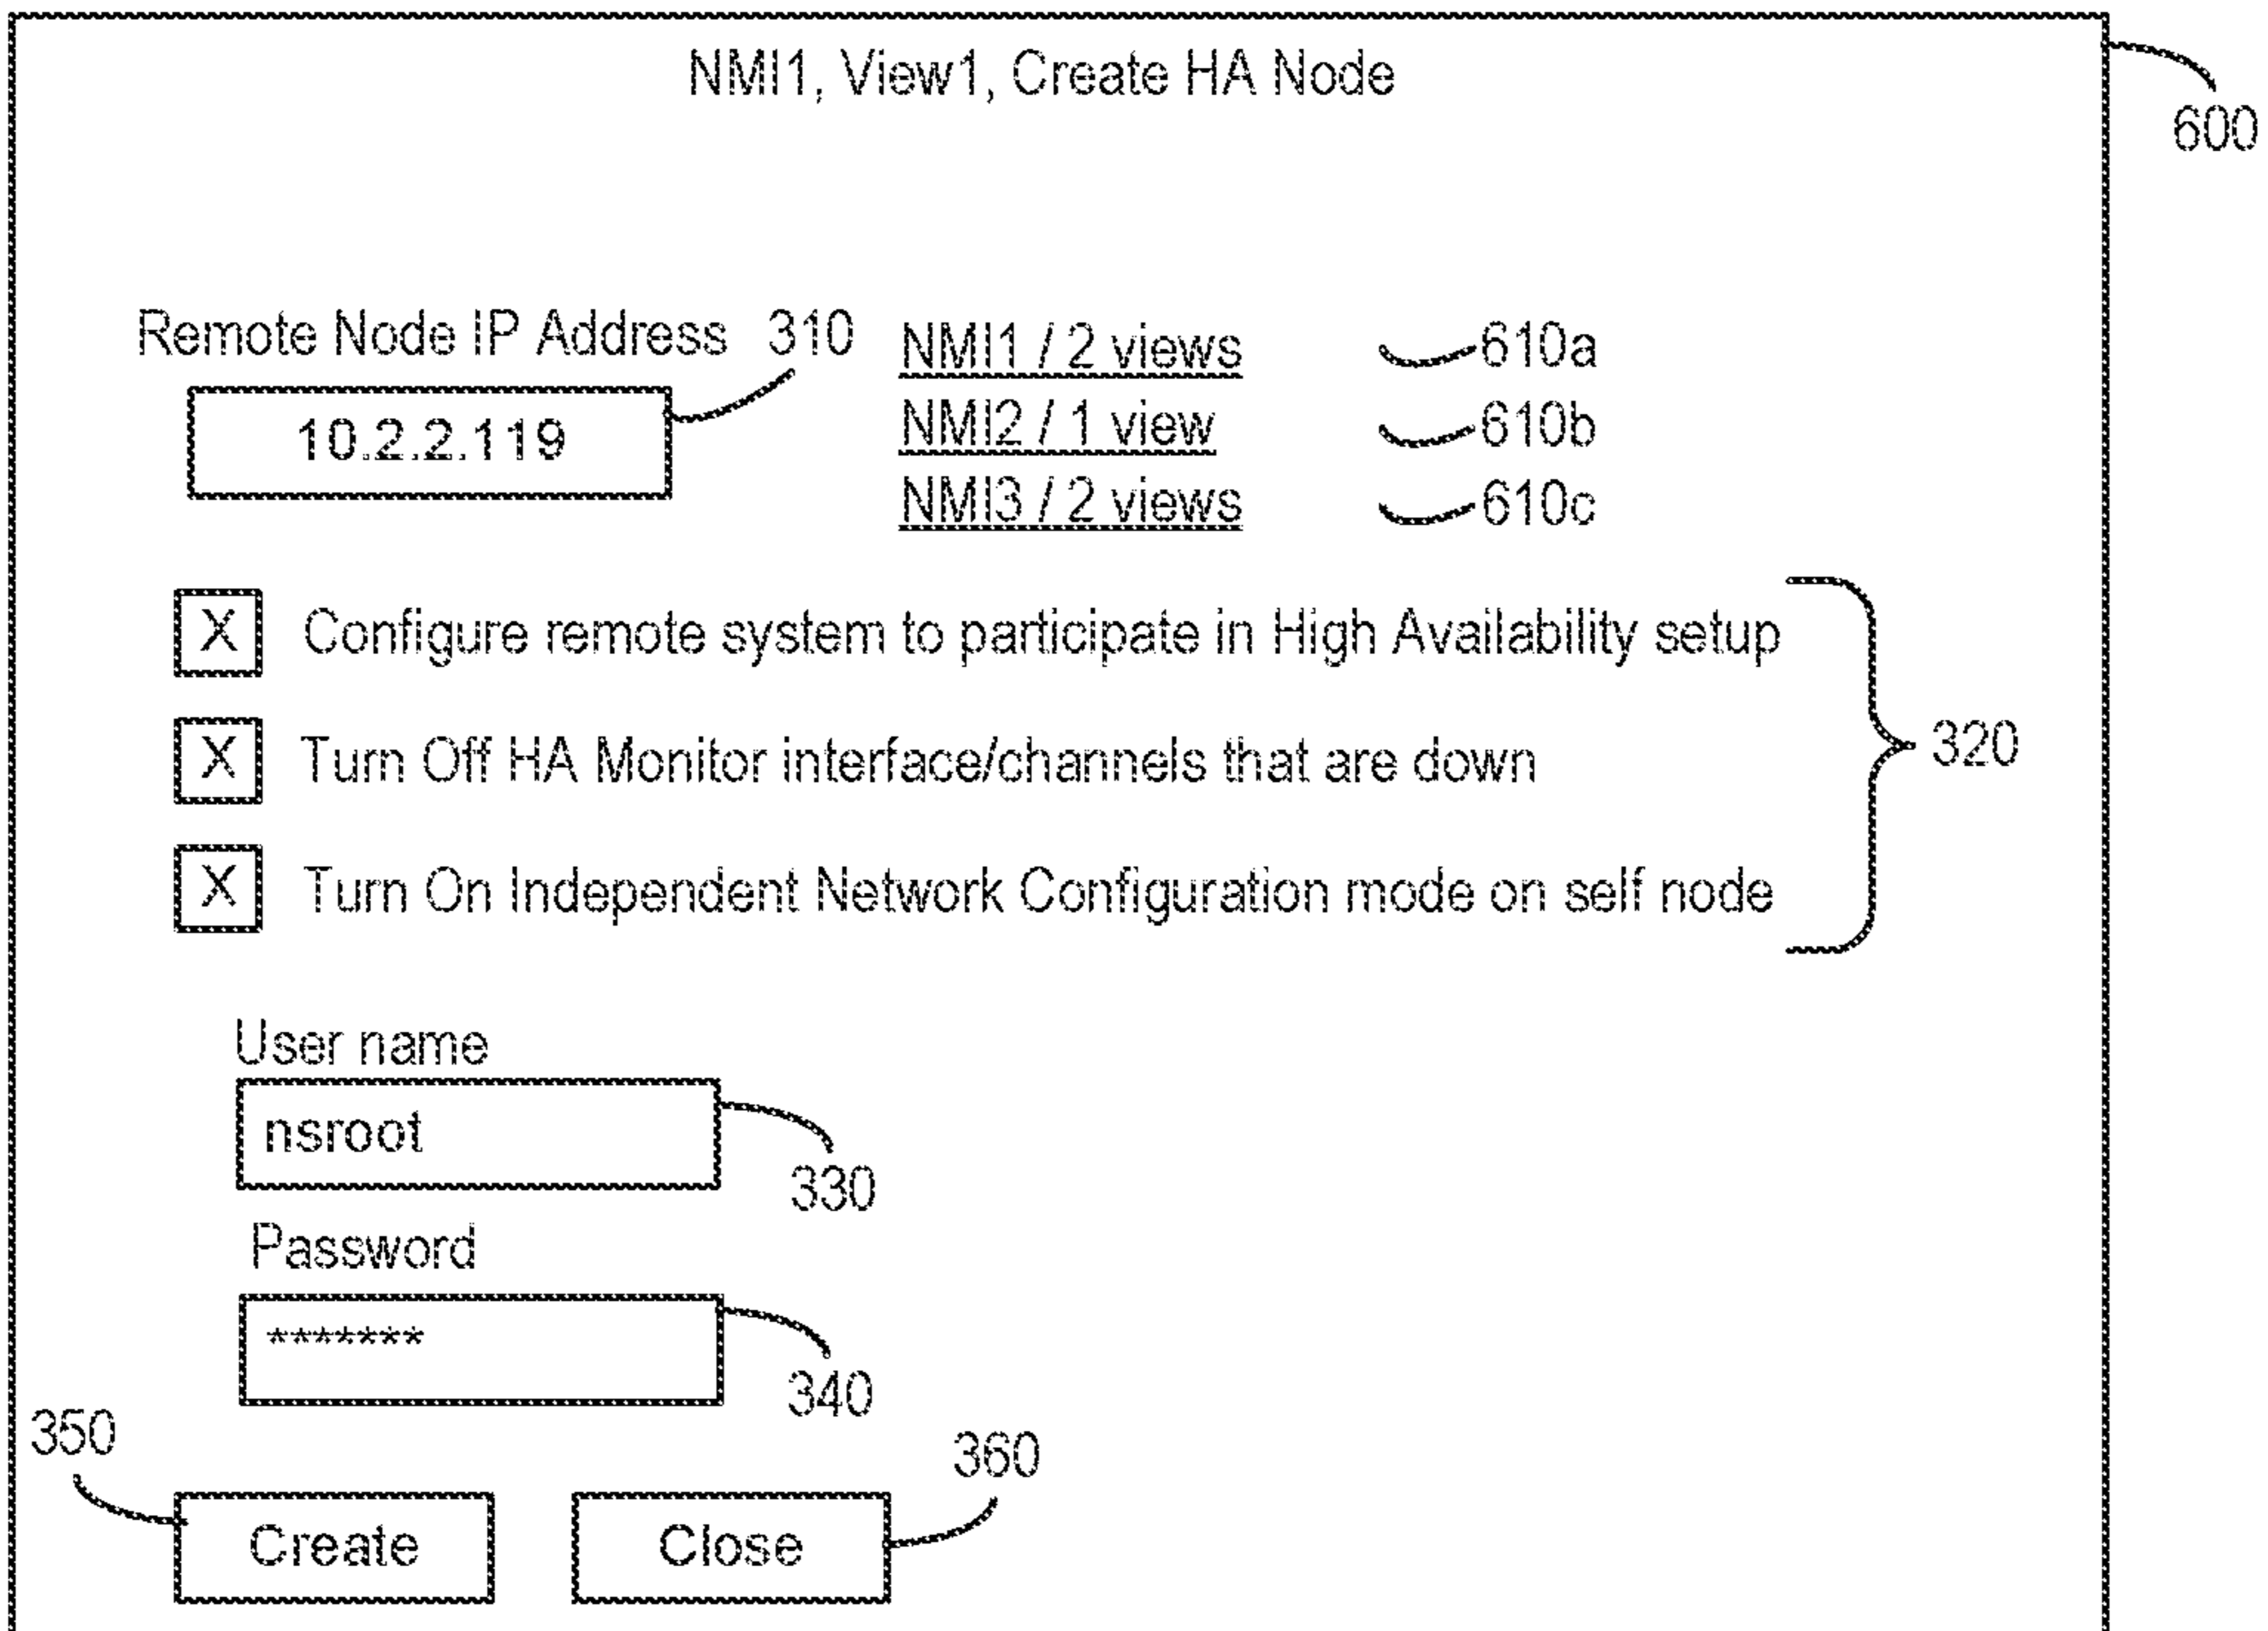 NMI1, View1, Create HA Node
600
Remote Node IP Address 310
10.2.2.119
NMI1 / 2 views 610a
NMI2 / 1 view 610b
NMI3 / 2 views 610c
X Configure remote system to participate in High Availability setup
X Turn Off HA Monitor interface/channels that are down
320
X Turn On Independent Network Configuration mode on self node
User name
nsroot
330
Password
*******
340
350
360
Create Close